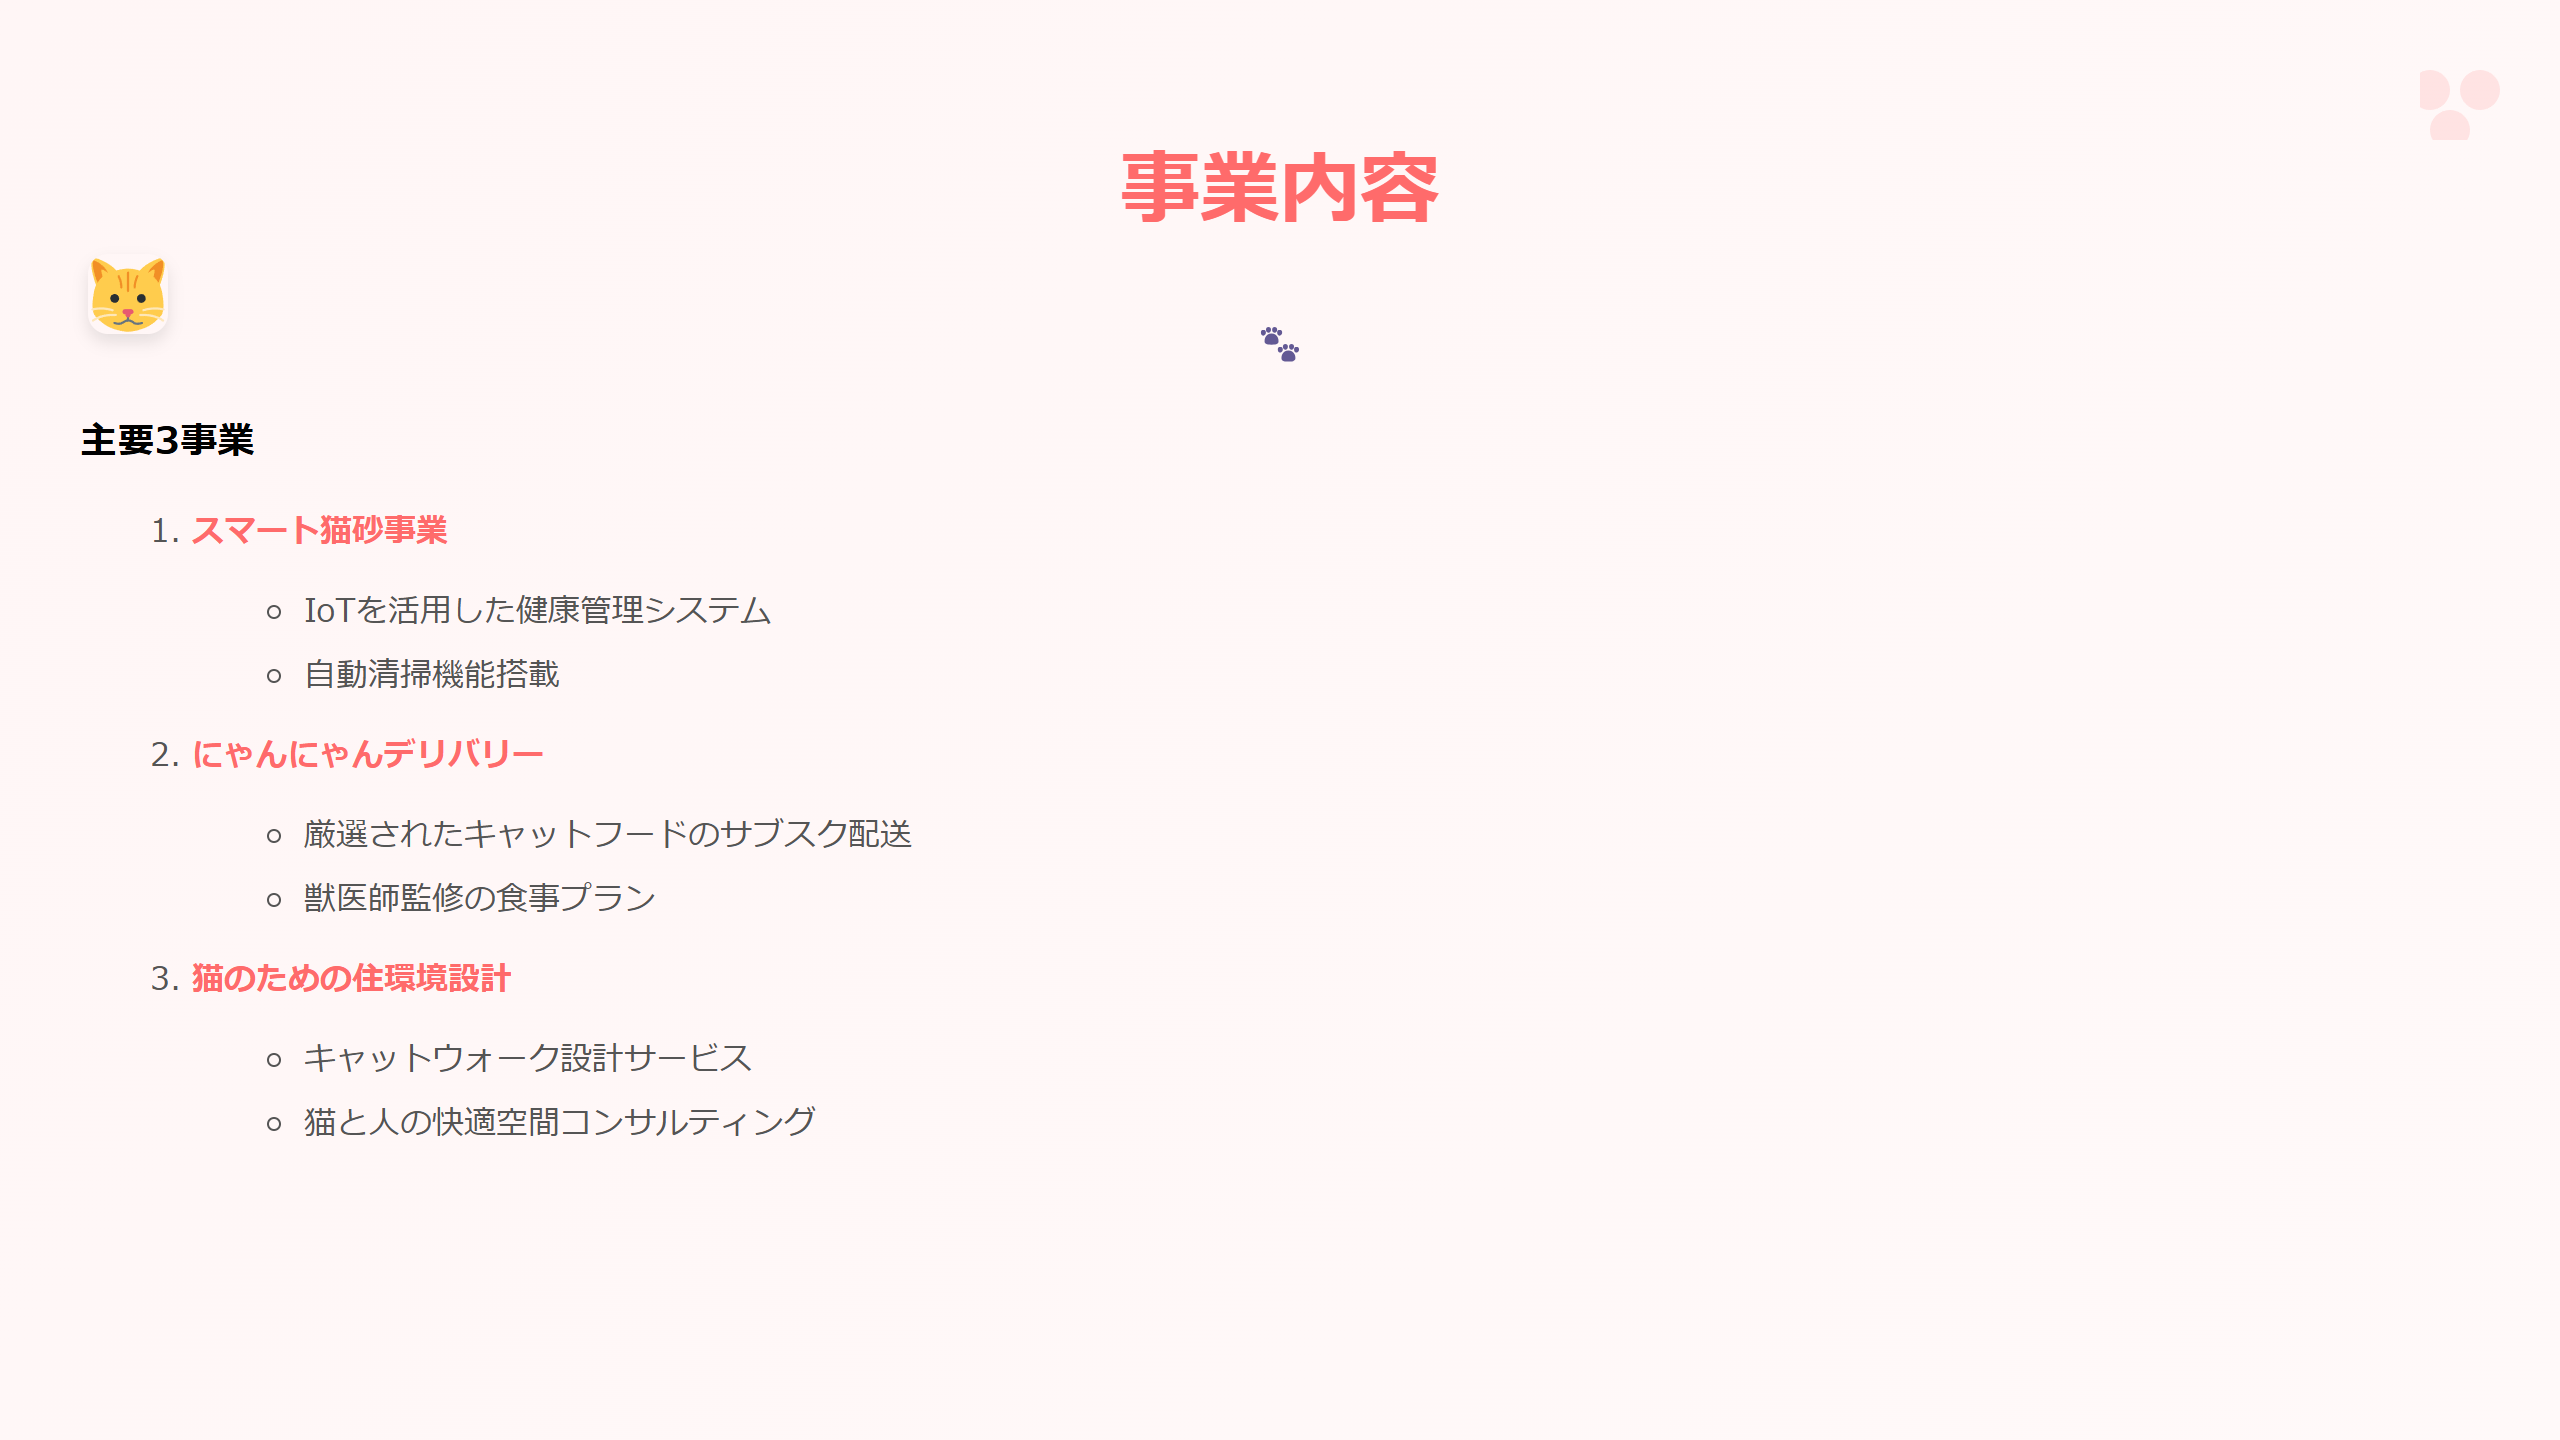 事業内容
主要3事業
1. スマート猫砂事業
IoTを活用した健康管理システム
自動清掃機能搭載
2. にゃんにゃんデリバリー
厳選されたキャットフードのサブスク配送
獣医師監修の食事プラン
3. 猫のための住環境設計
キャットウォーク設計サービス
猫と人の快適空間コンサルティング